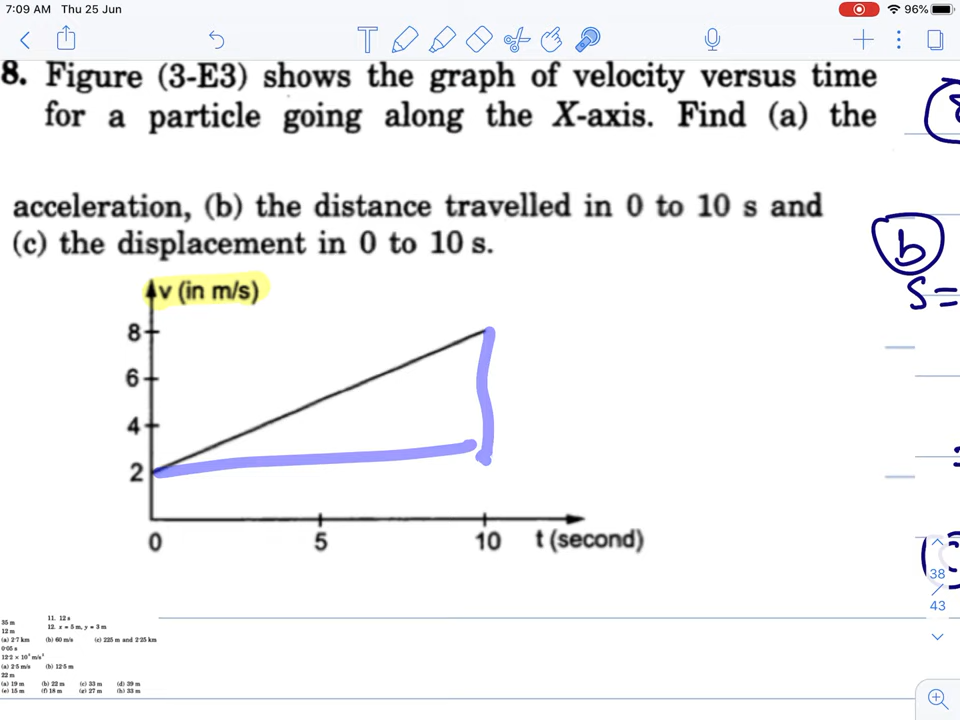 7:09 AM Thu 25 Jun
96%
8. Figure (3-E3) shows the graph of velocity versus time
for a particle going along the X-axis. Find (a) the
acceleration, (b) the distance travelled in 0 to 10 s and
(c) the displacement in 0 to 10 s.
v (in m/s)
8
6
4
2
0 5 10 t (second)
b
S=
38
43
35 m
12 m
(a) 2·7 km (b) 60 m/s (c) 225 m and 2·25 km
0·05 s
12·2 × 10⁵ m/s²
(a) 2·5 m/s (b) 12·5 m
22 m
(a) 19 m (b) 22 m (c) 33 m (d) 39 m
(e) 15 m (f) 18 m (g) 27 m (h) 33 m
11. 12 s
12. x = 5 m, y = 3 m